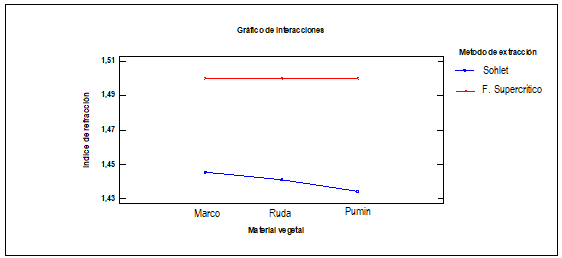 Gráfico de Interacciones
Metodo de extracción
Sohlet
F. Supercrítico
Indice de refracción
1,51
1,49
1,47
1,45
1,43
Marco
Ruda
Pumin
Material vegetal